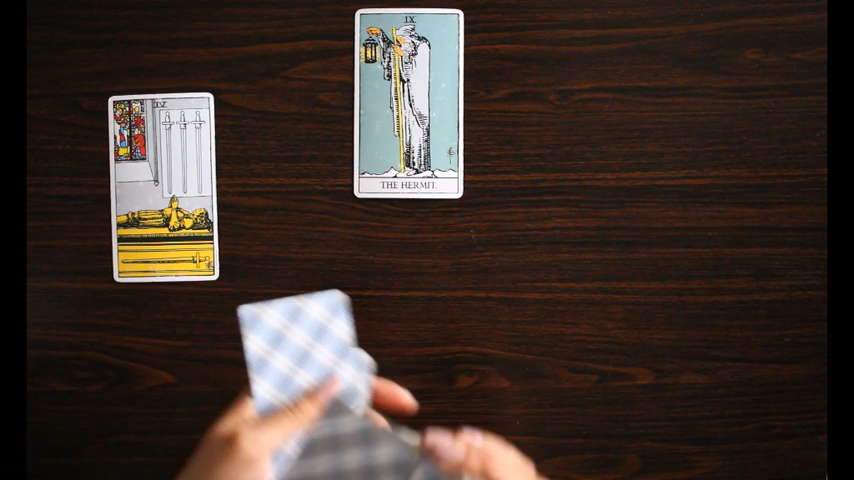 IX
THE HERMIT.
IV